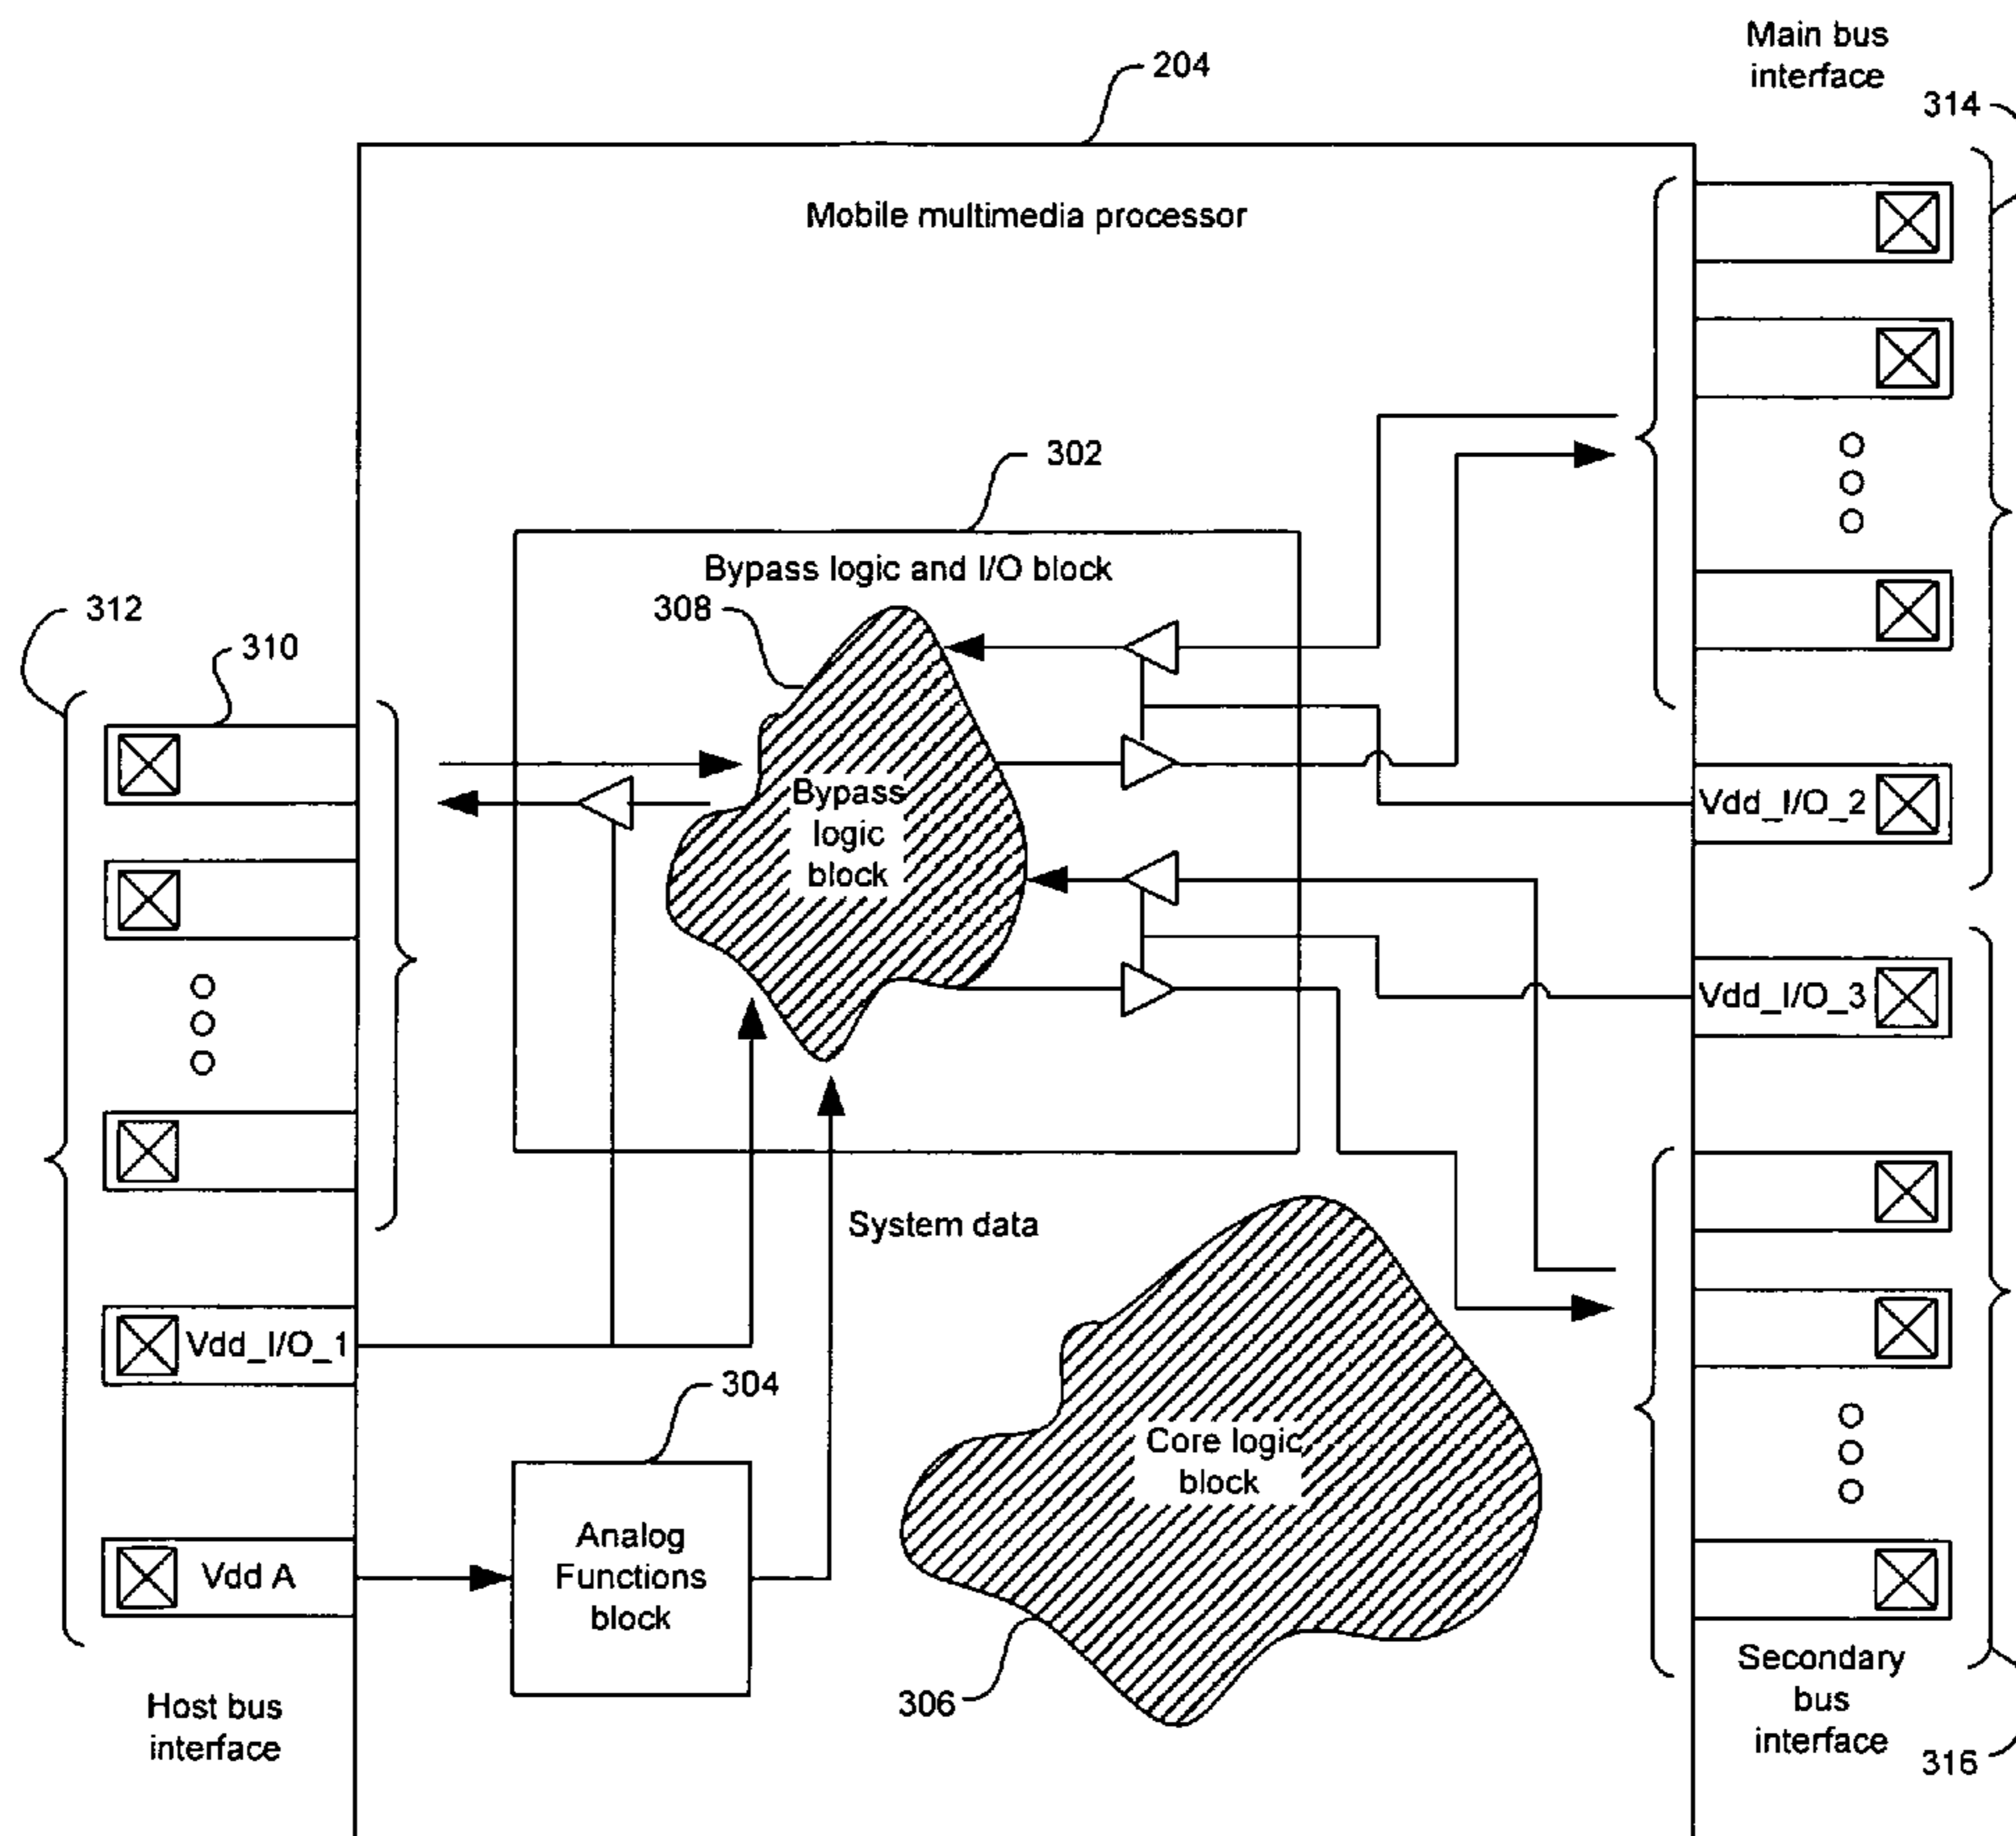 Main bus
interface
204
314
Mobile multimedia processor
302
Bypass logic and I/O block
308
312
310
Bypass
logic
block
Vdd_I/O_2
Vdd_I/O_3
System data
Vdd_I/O_1
304
Core logic
block
Analog
Functions
block
Vdd A
306
Host bus
interface
Secondary
bus
interface
316